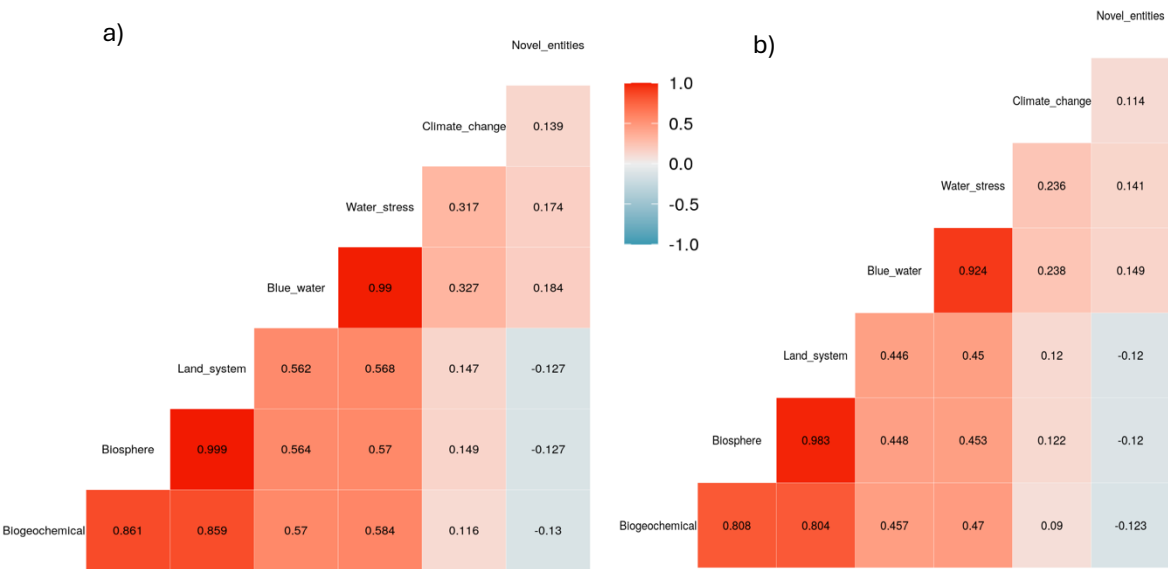 a)
Novel_entities
Climate_change 0.139
Water_stress 0.317 0.174
Blue_water 0.99 0.327 0.184
Land_system 0.562 0.568 0.147 -0.127
Biosphere 0.999 0.564 0.57 0.149 -0.127
Biogeochemical 0.861 0.859 0.57 0.584 0.116 -0.13
1.0
0.5
0.0
-0.5
-1.0
b)
Novel_entities
Climate_change 0.114
Water_stress 0.236 0.141
Blue_water 0.924 0.238 0.149
Land_system 0.446 0.45 0.12 -0.12
Biosphere 0.983 0.448 0.453 0.122 -0.12
Biogeochemical 0.808 0.804 0.457 0.47 0.09 -0.123